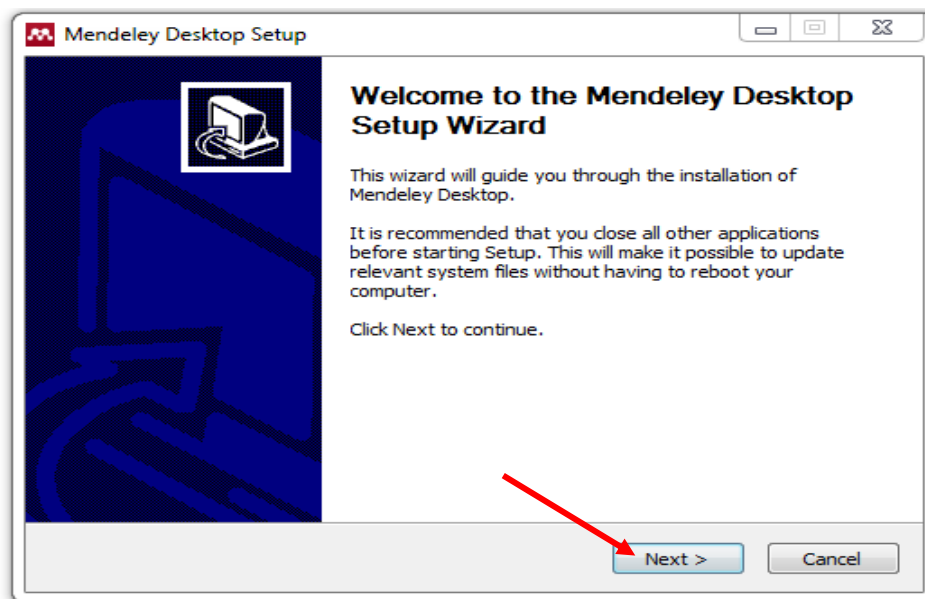 Mendeley Desktop Setup
Welcome to the Mendeley Desktop
Setup Wizard
This wizard will guide you through the installation of
Mendeley Desktop.
It is recommended that you close all other applications
before starting Setup. This will make it possible to update
relevant system files without having to reboot your
computer.
Click Next to continue.
Next >
Cancel